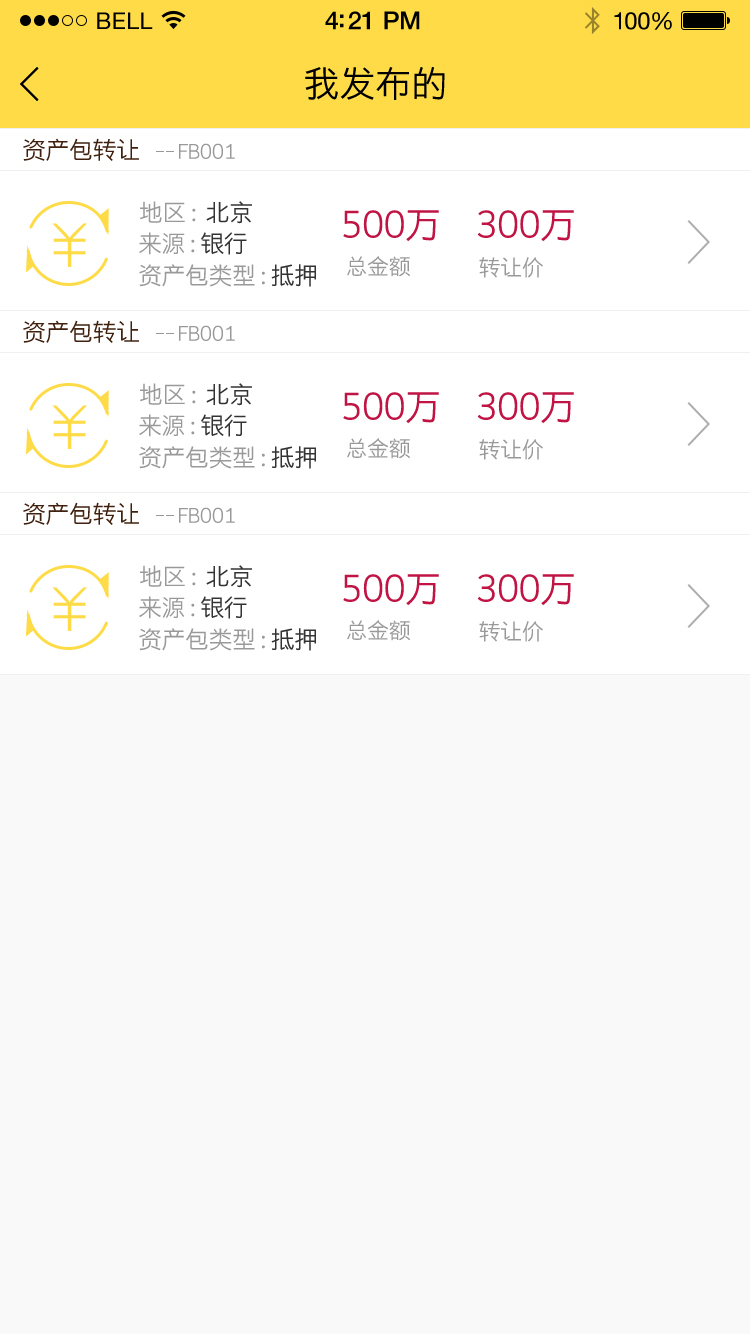 BELL 4:21 PM 100%
我发布的
资产包转让 --FB001
地区: 北京
来源: 银行
资产包类型: 抵押
500万 300万
总金额 转让价
资产包转让 --FB001
地区: 北京
来源: 银行
资产包类型: 抵押
500万 300万
总金额 转让价
资产包转让 --FB001
地区: 北京
来源: 银行
资产包类型: 抵押
500万 300万
总金额 转让价